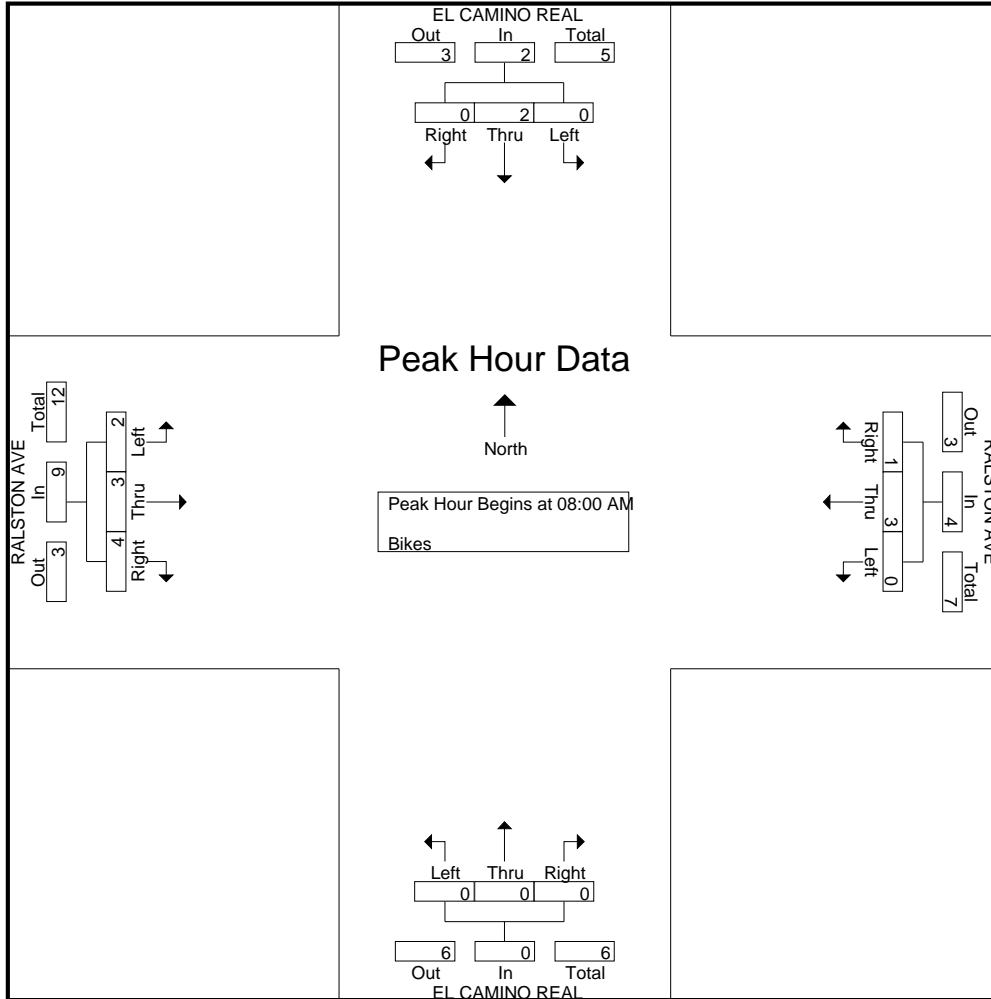 EL CAMINO REAL
Out In Total
3 2 5
0 2 0
Right Thru Left
Peak Hour Data
North
Peak Hour Begins at 08:00 AM
Bikes
RALSTON AVE
Out In Total
3 9 12
Right Thru Left
4 3 2
RALSTON AVE
Out In Total
3 4 7
1 3 0
Right Thru Left
Left Thru Right
0 0 0
6 0 6
Out In Total
EL CAMINO REAL